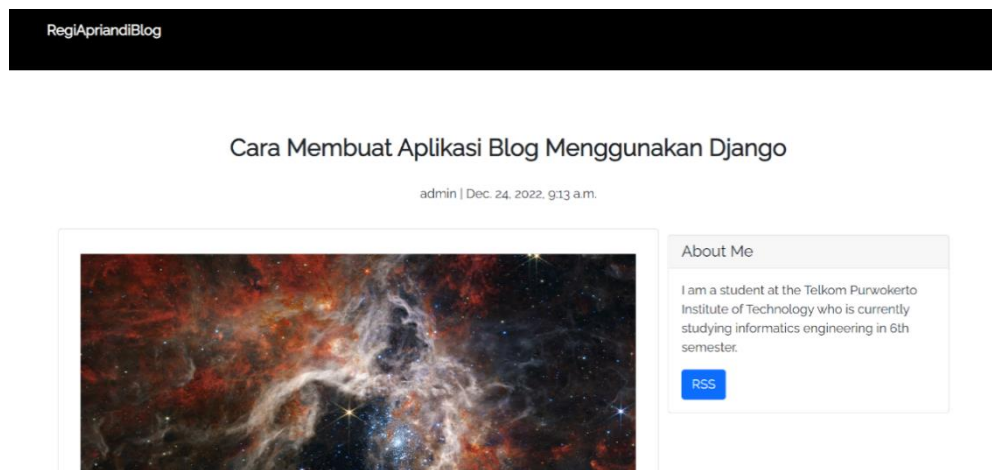 RegiApriandiBlog
Cara Membuat Aplikasi Blog Menggunakan Django
admin | Dec. 24, 2022, 9:13 a.m.
About Me
I am a student at the Telkom Purwokerto
Institute of Technology who is currently
studying informatics engineering in 6th
semester.
RSS